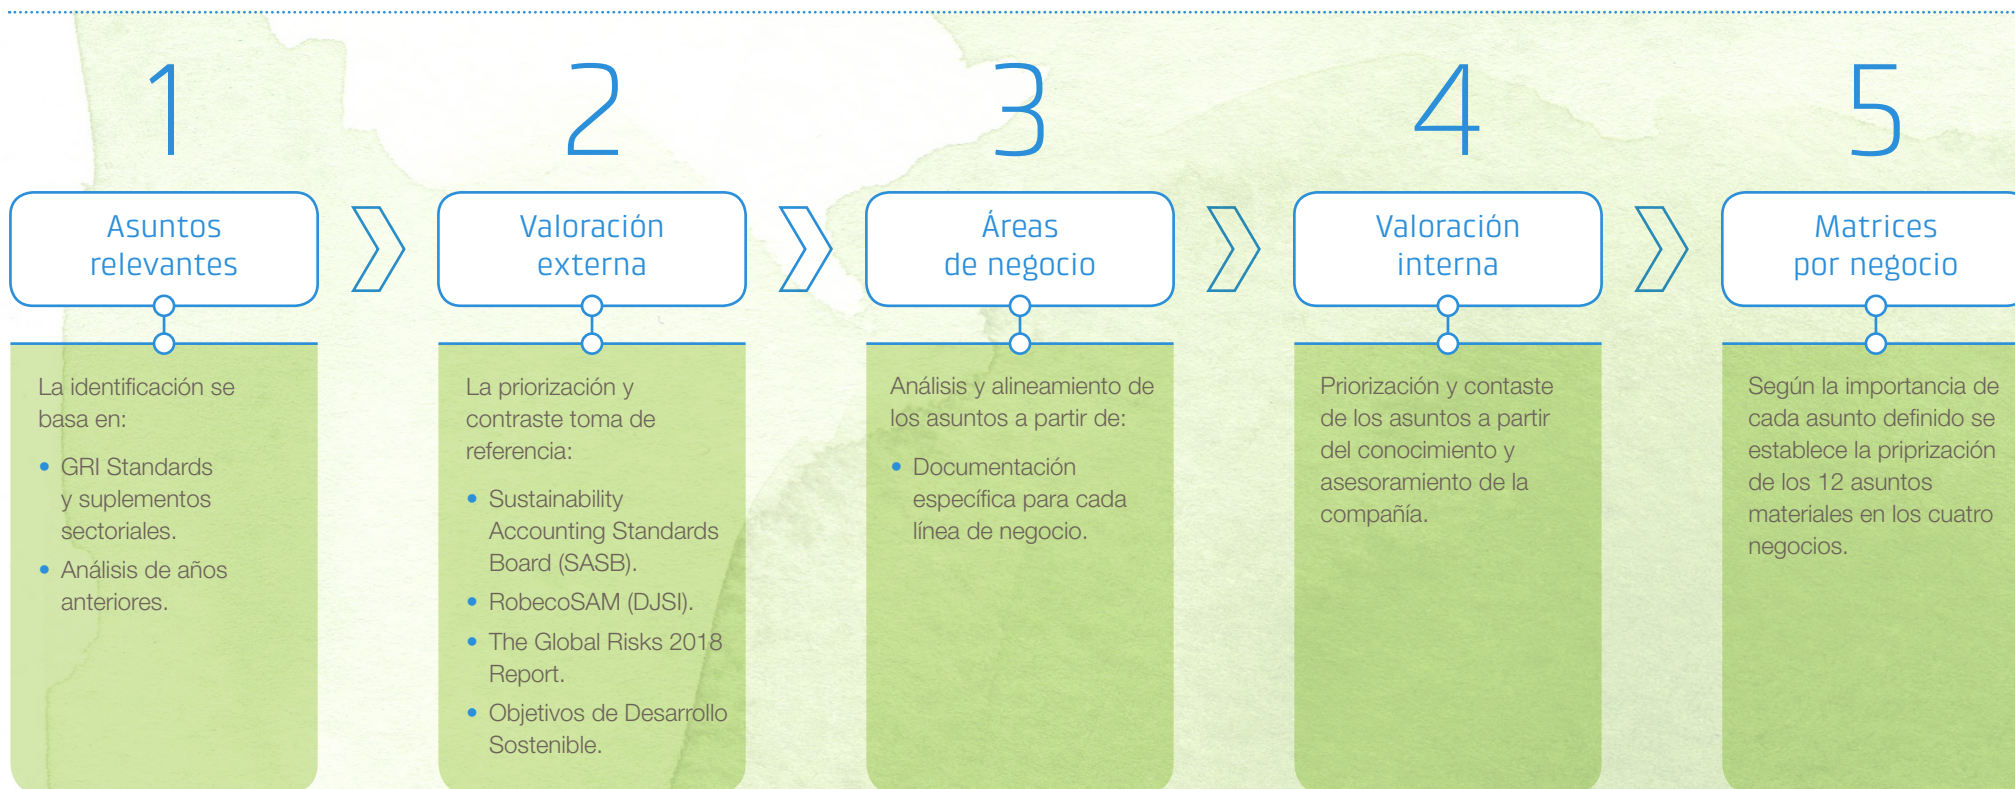 1
Asuntos
relevantes
La identificación se
basa en:
• GRI Standards
y suplementos
sectoriales.
• Análisis de años
anteriores.
2
Valoración
externa
La priorización y
contraste toma de
referencia:
• Sustainability
Accounting Standards
Board (SASB).
• RobecoSAM (DJSI).
• The Global Risks 2018
Report.
• Objetivos de Desarrollo
Sostenible.
3
Áreas
de negocio
Análisis y alineamiento de
los asuntos a partir de:
• Documentación
específica para cada
línea de negocio.
4
Valoración
interna
Priorización y contaste
de los asuntos a partir
del conocimiento y
asesoramiento de la
compañía.
5
Matrices
por negocio
Según la importancia de
cada asunto definido se
establece la priprización
de los 12 asuntos
materiales en los cuatro
negocios.